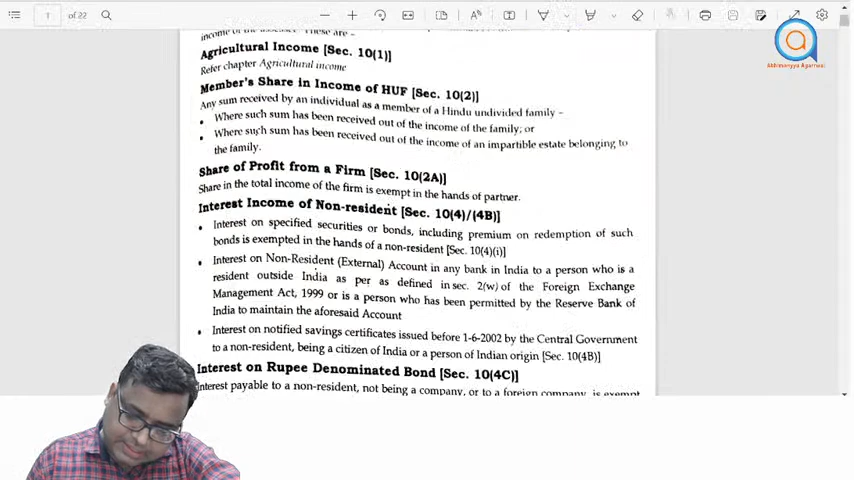 1 of 22
Agricultural Income [Sec. 10(1)]
Refer chapter Agricultural income
Member's Share in Income of HUF [Sec. 10(2)]
Any sum received by an individual as a member of a Hindu undivided family –
• Where such sum has been received out of the income of the family; or
• Where such sum has been received out of the income of an impartible estate belonging to
the family.
Share of Profit from a Firm [Sec. 10(2A)]
Share in the total income of the firm is exempt in the hands of partner.
Interest Income of Non-resident [Sec. 10(4)/(4B)]
• Interest on specified securities or bonds, including premium on redemption of such
bonds is exempted in the hands of a non-resident [Sec. 10(4)(i)]
• Interest on Non-Resident (External) Account in any bank in India to a person who is a
resident outside India as per as defined in sec. 2(w) of the Foreign Exchange
Management Act, 1999 or is a person who has been permitted by the Reserve Bank of
India to maintain the aforesaid Account
• Interest on notified savings certificates issued before 1-6-2002 by the Central Government
to a non-resident, being a citizen of India or a person of Indian origin [Sec. 10(4B)]
Interest on Rupee Denominated Bond [Sec. 10(4C)]
Interest payable to a non-resident, not being a company, or to a foreign company, is exempt